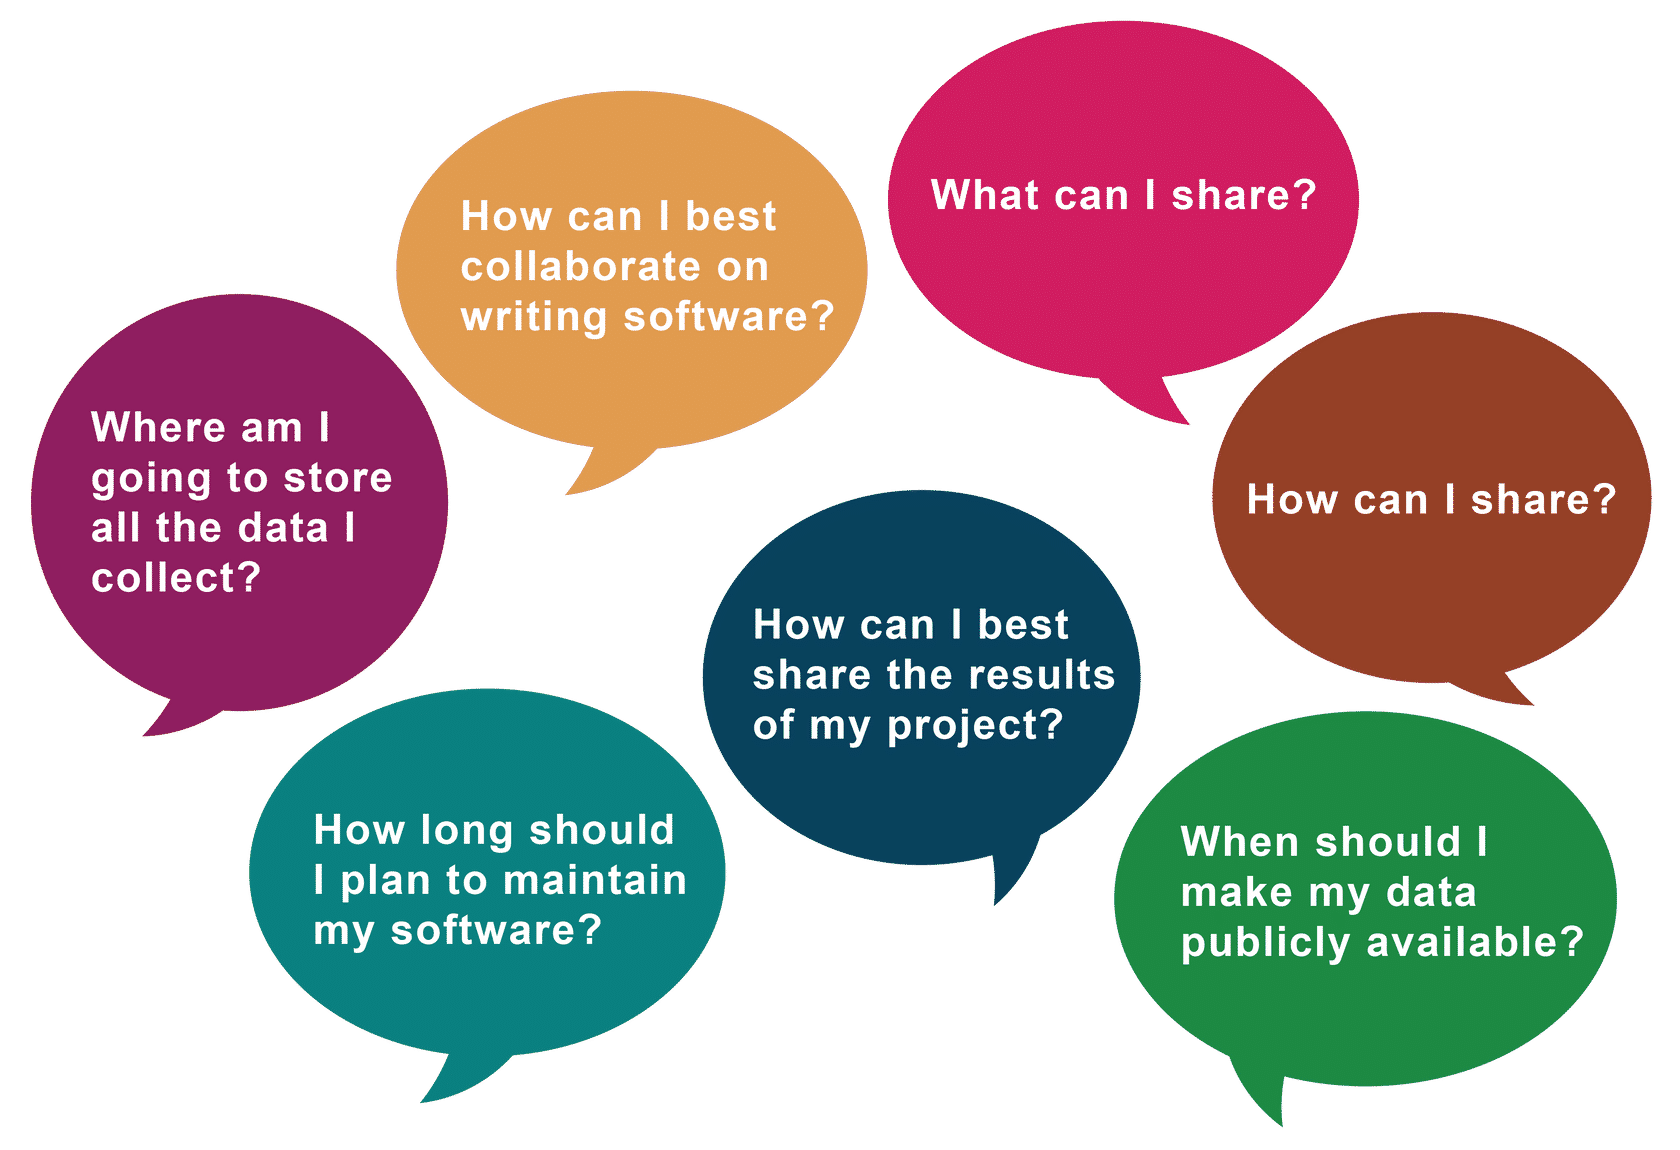 What can I share?
How can I best
collaborate on
writing software?
Where am I
going to store
all the data I
collect?
How can I share?
How can I best
share the results
of my project?
How long should
I plan to maintain
my software?
When should I
make my data
publicly available?